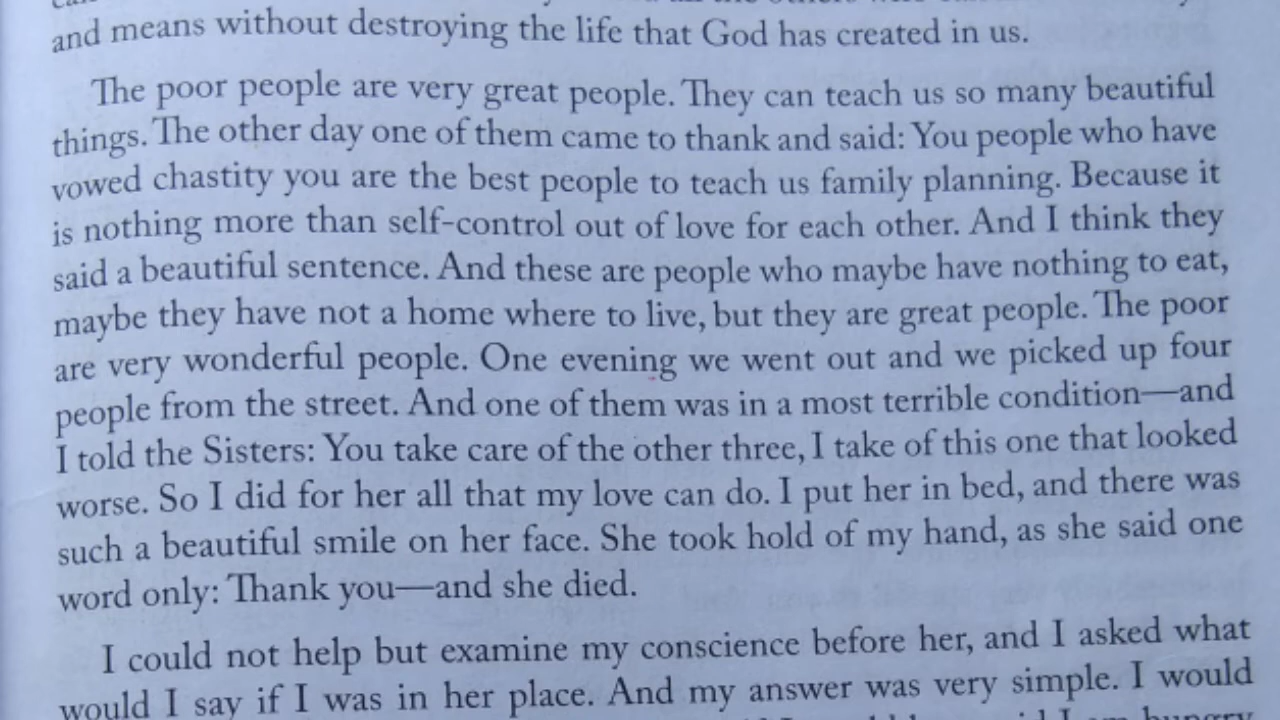 and means without destroying the life that God has created in us.
The poor people are very great people. They can teach us so many beautiful
things. The other day one of them came to thank and said: You people who have
vowed chastity you are the best people to teach us family planning. Because it
is nothing more than self-control out of love for each other. And I think they
said a beautiful sentence. And these are people who maybe have nothing to eat,
maybe they have not a home where to live, but they are great people. The poor
are very wonderful people. One evening we went out and we picked up four
people from the street. And one of them was in a most terrible condition—and
I told the Sisters: You take care of the other three, I take of this one that looked
worse. So I did for her all that my love can do. I put her in bed, and there was
such a beautiful smile on her face. She took hold of my hand, as she said one
word only: Thank you—and she died.
I could not help but examine my conscience before her, and I asked what
would I say if I was in her place. And my answer was very simple. I would